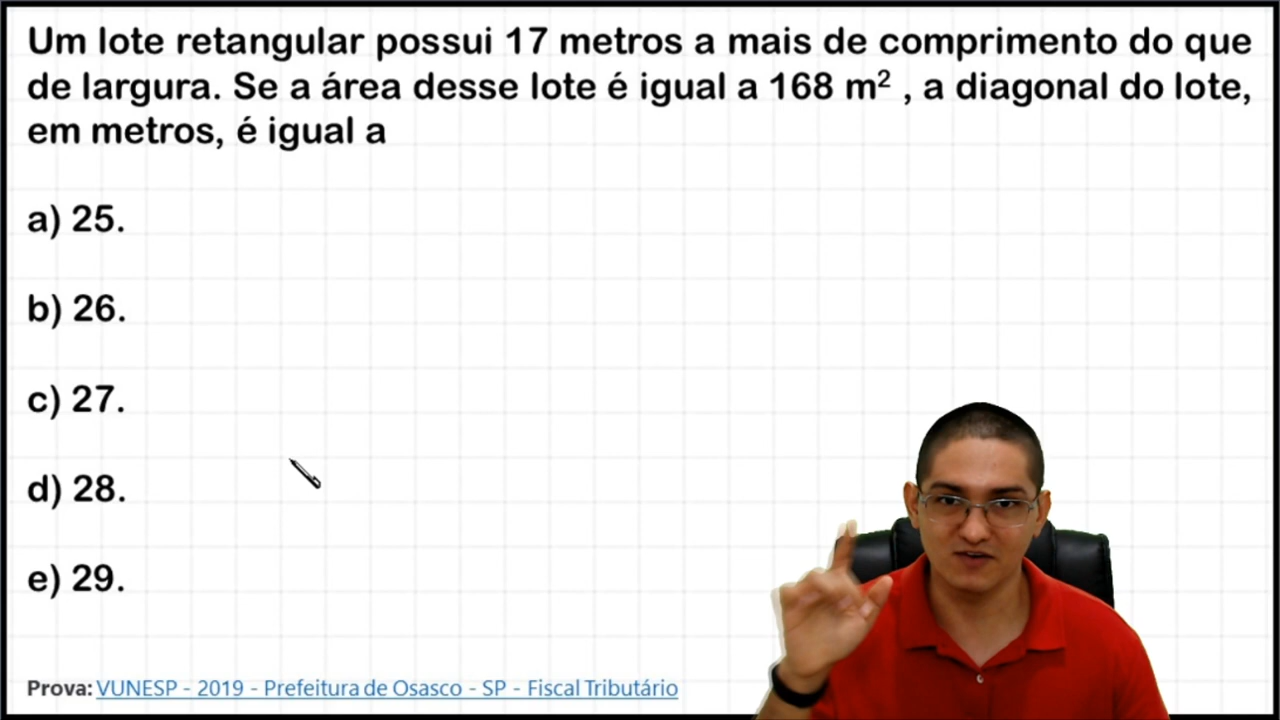 Um lote retangular possui 17 metros a mais de comprimento do que
de largura. Se a área desse lote é igual a 168 m² , a diagonal do lote,
em metros, é igual a
a) 25.
b) 26.
c) 27.
d) 28.
e) 29.
Prova: VUNESP - 2019 - Prefeitura de Osasco - SP - Fiscal Tributário